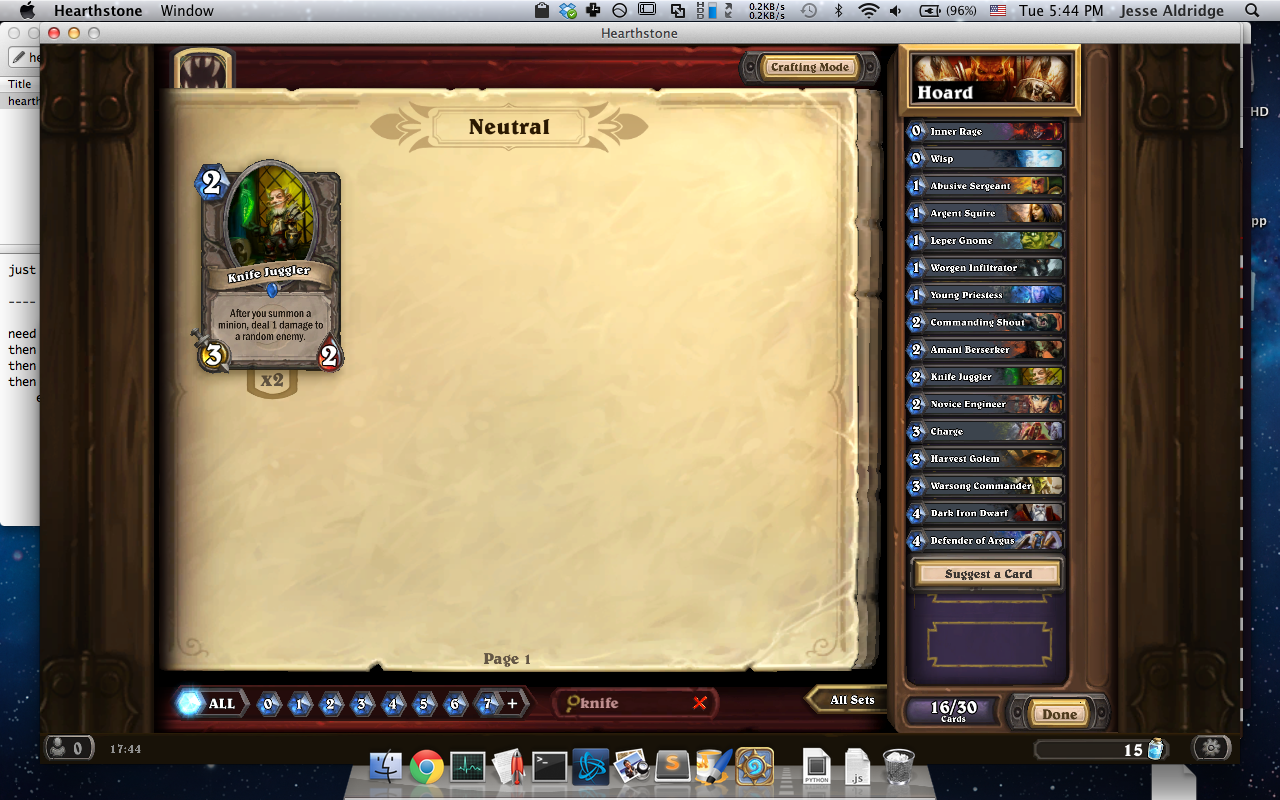 Hearthstone Window 0.2KB/s 0.2KB/s (96%) Tue 5:44 PM Jesse Aldridge
Hearthstone
he
Title
hearth
just
----
need
then
then
then
e
HD
pp
Crafting Mode
Neutral
2
Knife Juggler
After you summon a
minion, deal 1 damage to
a random enemy.
3 2
x2
Page 1
ALL 0 1 2 3 4 5 6 7 +
knife
All Sets
Hoard
0 Inner Rage
0 Wisp
1 Abusive Sergeant
1 Argent Squire
1 Leper Gnome
1 Worgen Infiltrator
1 Young Priestess
2 Commanding Shout
2 Amani Berserker
2 Knife Juggler
2 Novice Engineer
3 Charge
3 Harvest Golem
3 Warsong Commander
4 Dark Iron Dwarf
4 Defender of Argus
Suggest a Card
16/30
Cards
Done
0 17:44
15
S
PYTHON
.js